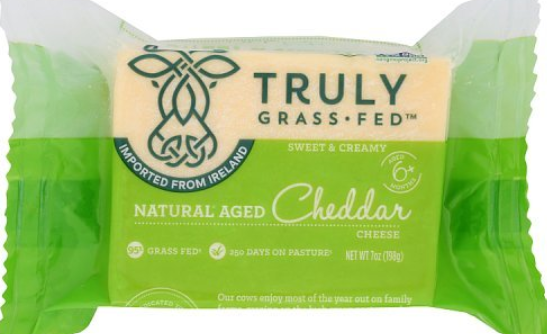 TRULY
GRASS·FED™
IMPORTED FROM IRELAND
SWEET & CREAMY
AGED
6+
MONTHS
NATURAL* AGED Cheddar
CHEESE
95% GRASS FED◊
250 DAYS ON PASTURE◊
NET WT 7oz (198g)
Our cows enjoy most of the year out on family